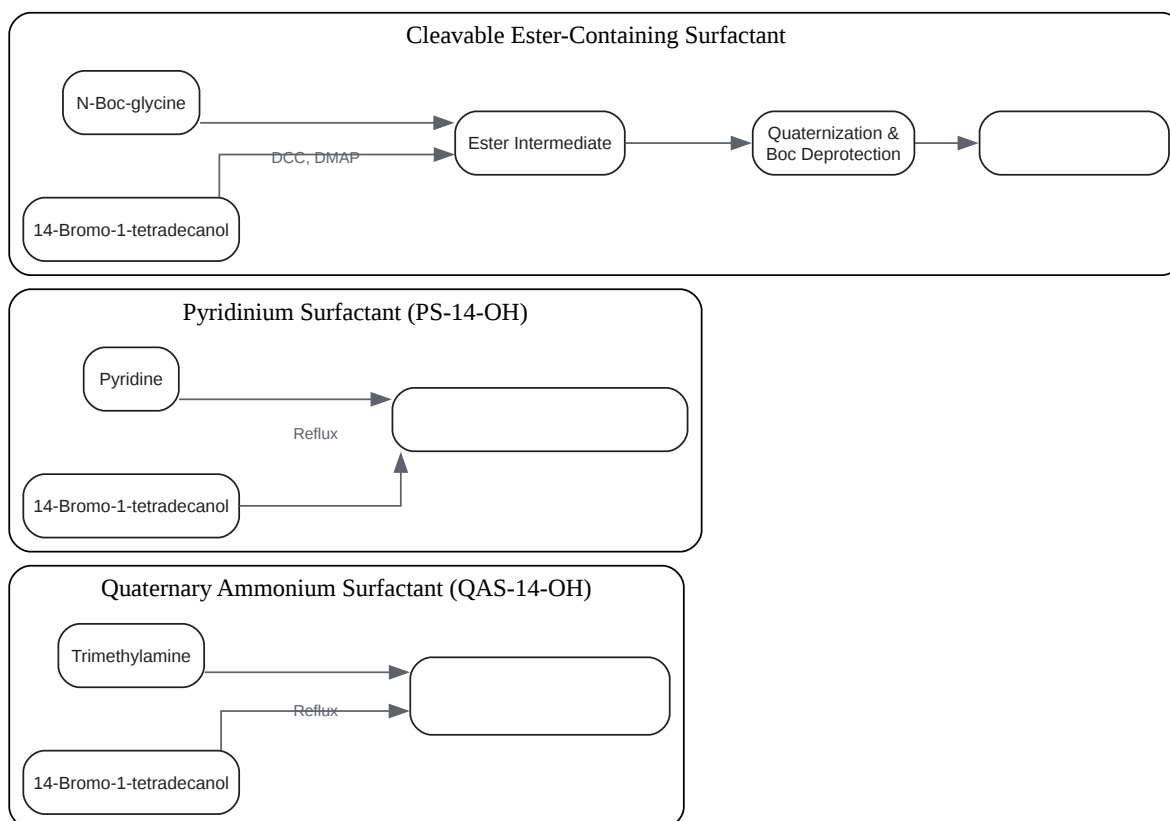 Cleavable Ester-Containing Surfactant
N-Boc-glycine
DCC, DMAP
14-Bromo-1-tetradecanol
Ester Intermediate
Quaternization &
Boc Deprotection
Pyridinium Surfactant (PS-14-OH)
Pyridine
Reflux
14-Bromo-1-tetradecanol
Quaternary Ammonium Surfactant (QAS-14-OH)
Trimethylamine
Reflux
14-Bromo-1-tetradecanol